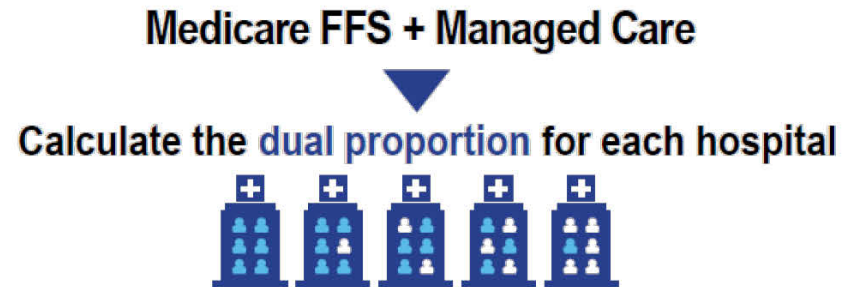 Medicare FFS + Managed Care
Calculate the dual proportion for each hospital